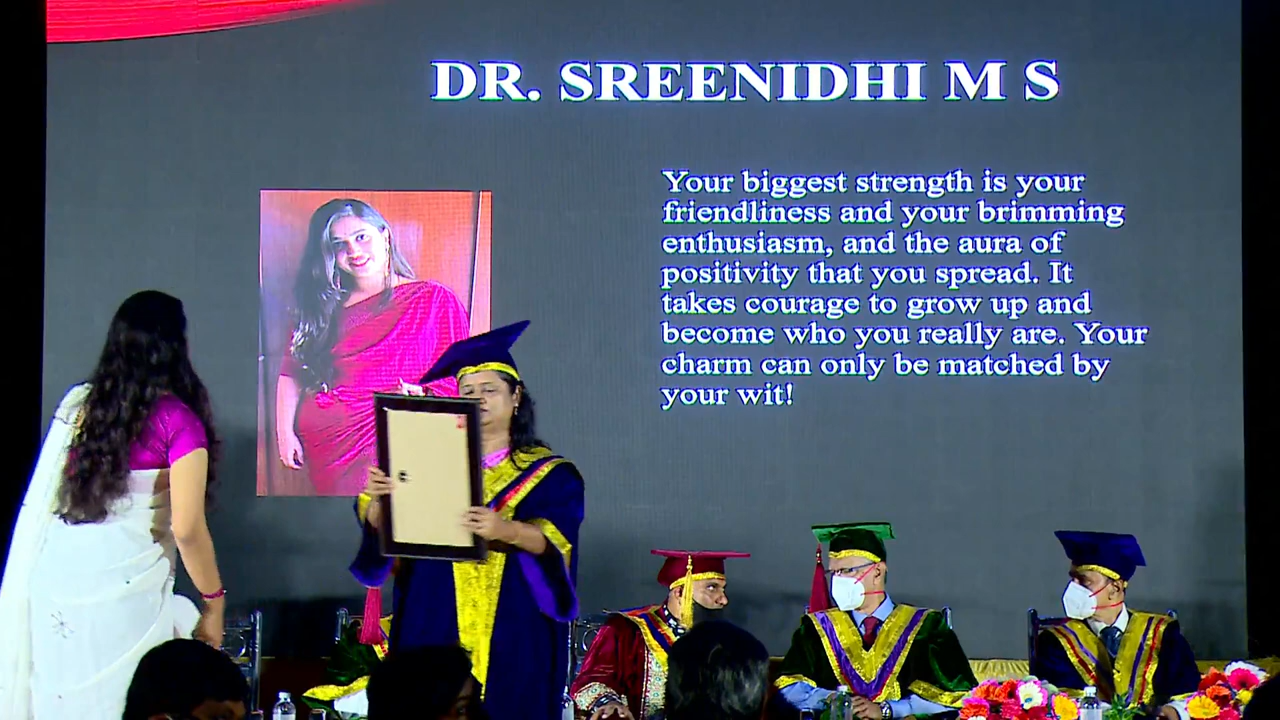 DR. SREENIDHI M S
Your biggest strength is your
friendliness and your brimming
enthusiasm, and the aura of
positivity that you spread. It
takes courage to grow up and
become who you really are. Your
charm can only be matched by
your wit!